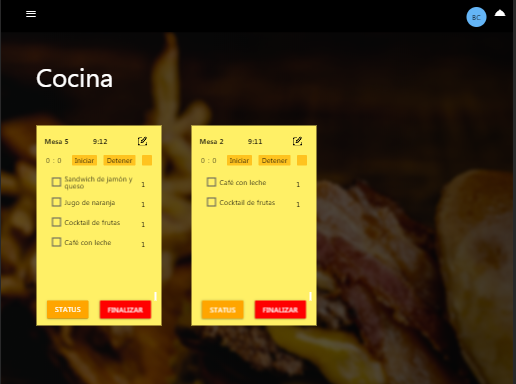 BC
Cocina
Mesa 5 9:12
0 : 0 Iniciar Detener
Sandwich de jamón y
queso 1
Jugo de naranja 1
Cocktail de frutas 1
Café con leche 1
STATUS FINALIZAR
Mesa 2 9:11
0 : 0 Iniciar Detener
Café con leche 1
Cocktail de frutas 1
STATUS FINALIZAR